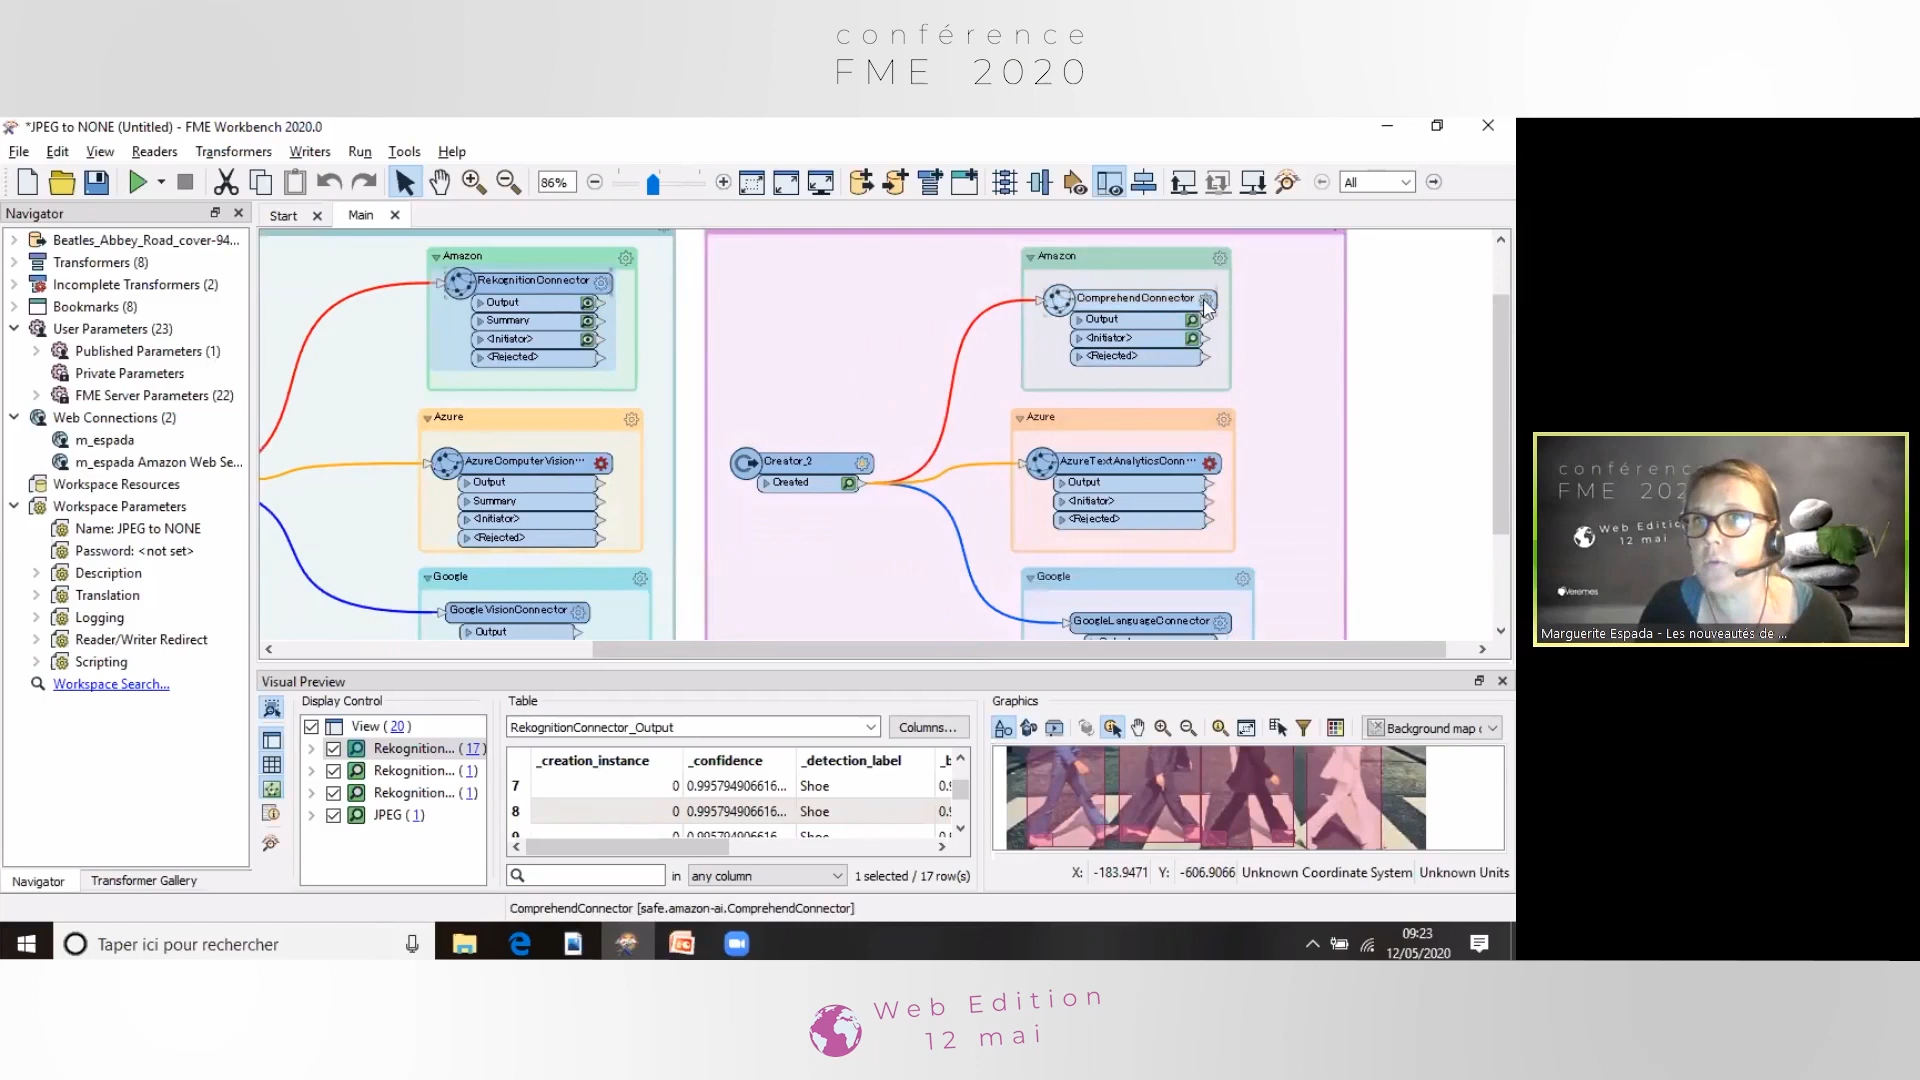 conférence
FME 2020
*JPEG to NONE (Untitled) - FME Workbench 2020.0
File Edit View Readers Transformers Writers Run Tools Help
86%
All
Navigator
Start
Main
Beatles_Abbey_Road_cover-94...
Transformers (8)
Incomplete Transformers (2)
Bookmarks (8)
User Parameters (23)
Published Parameters (1)
Private Parameters
FME Server Parameters (22)
Web Connections (2)
m_espada
m_espada Amazon Web Se...
Workspace Resources
Workspace Parameters
Name: JPEG to NONE
Password: <not set>
Description
Translation
Logging
Reader/Writer Redirect
Scripting
Workspace Search...
Navigator
Transformer Gallery
Amazon
RekognitionConnector
Output
Summary
<Initiator>
<Rejected>
Azure
AzureComputerVision...
Output
Summary
<Initiator>
<Rejected>
Google
GoogleVisionConnector
Output
Creator_2
Created
Amazon
ComprehendConnector
Output
<Initiator>
<Rejected>
Azure
AzureTextAnalyticsConn...
Output
<Initiator>
<Rejected>
Google
GoogleLanguageConnector
Visual Preview
Display Control
View (20)
Rekognition... (17)
Rekognition... (1)
Rekognition... (1)
JPEG (1)
Table
RekognitionConnector_Output
Columns...
_creation_instance _confidence _detection_label
7 0 0.995794906616... Shoe
8 0 0.995794906616... Shoe
in any column 1 selected / 17 row(s)
Graphics
Background map
X: -183.9471 Y: -606.9066 Unknown Coordinate System Unknown Units
ComprehendConnector [safe.amazon-ai.ComprehendConnector]
Taper ici pour rechercher
09:23
12/05/2020
conférenc
FME 202
Web Editio
12 mai
Veremes
Marguerite Espada - Les nouveautés de ...
Web Edition
12 mai